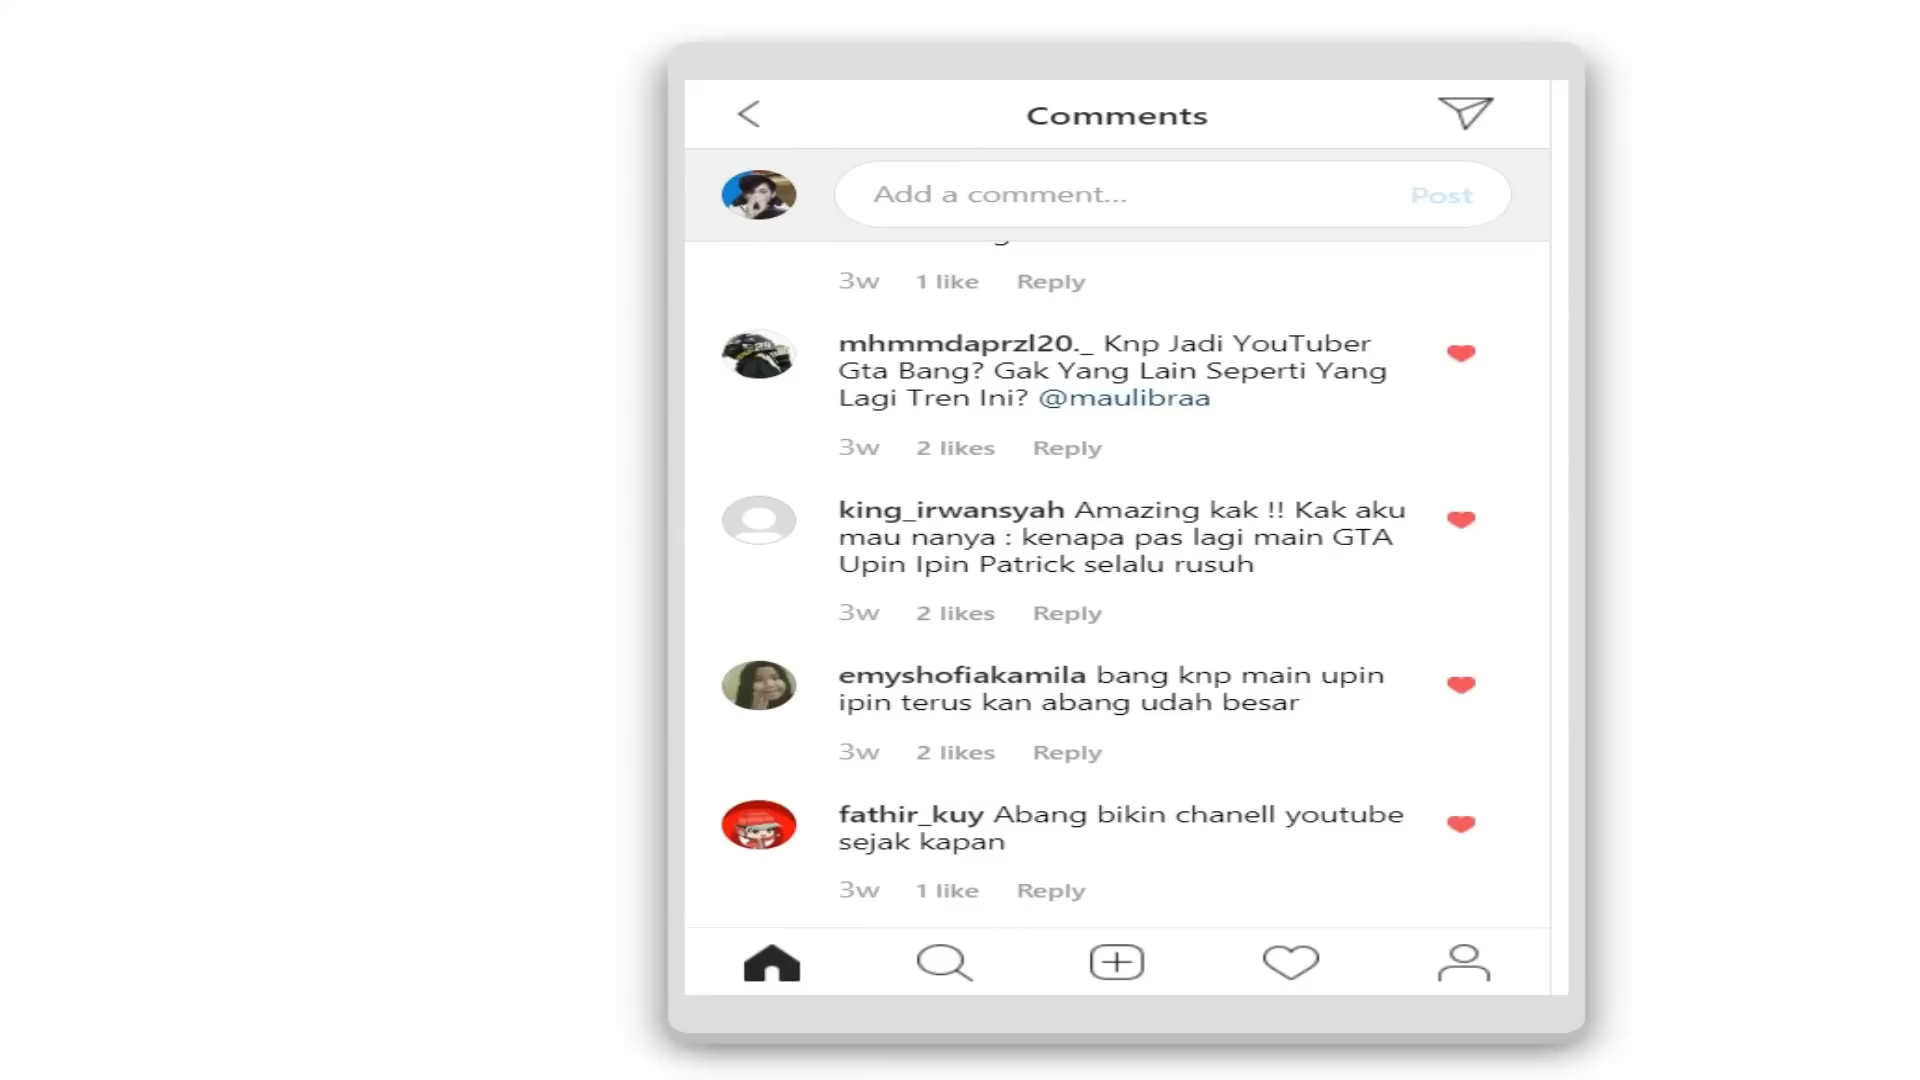 Comments
Add a comment... Post
3w 1 like Reply
mhmmdaprzl20._ Knp Jadi YouTuber
Gta Bang? Gak Yang Lain Seperti Yang
Lagi Tren Ini? @maulibraa
3w 2 likes Reply
king_irwansyah Amazing kak !! Kak aku
mau nanya : kenapa pas lagi main GTA
Upin Ipin Patrick selalu rusuh
3w 2 likes Reply
emyshofiakamila bang knp main upin
ipin terus kan abang udah besar
3w 2 likes Reply
fathir_kuy Abang bikin chanell youtube
sejak kapan
3w 1 like Reply